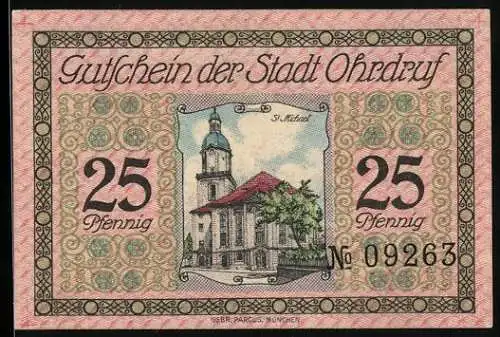 Gutschein der Stadt Ohrdruf
St Michael
25 Pfennig
25 Pfennig
No 09263
GEBR. PARCUS, MÜNCHEN